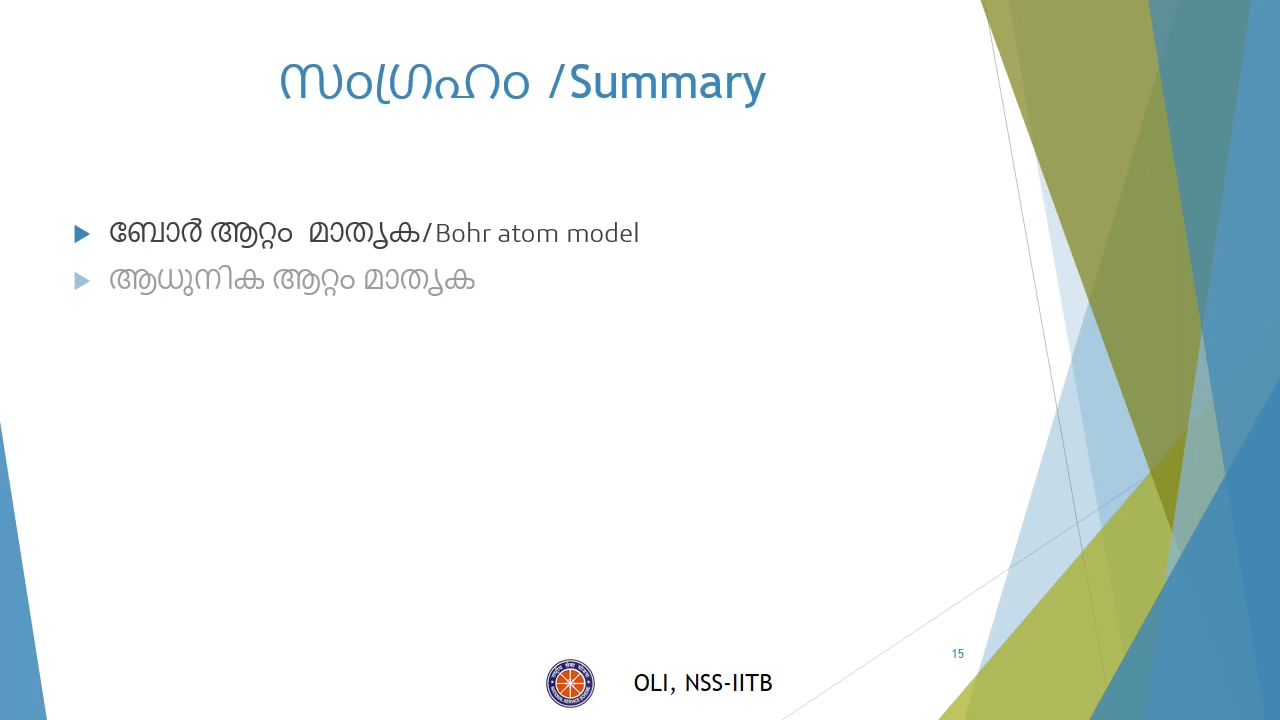 സംഗ്രഹം /Summary
ബോർ ആറ്റം മാതൃക/Bohr atom model
ആധുനിക ആറ്റം മാതൃക
15
OLI, NSS-IITB